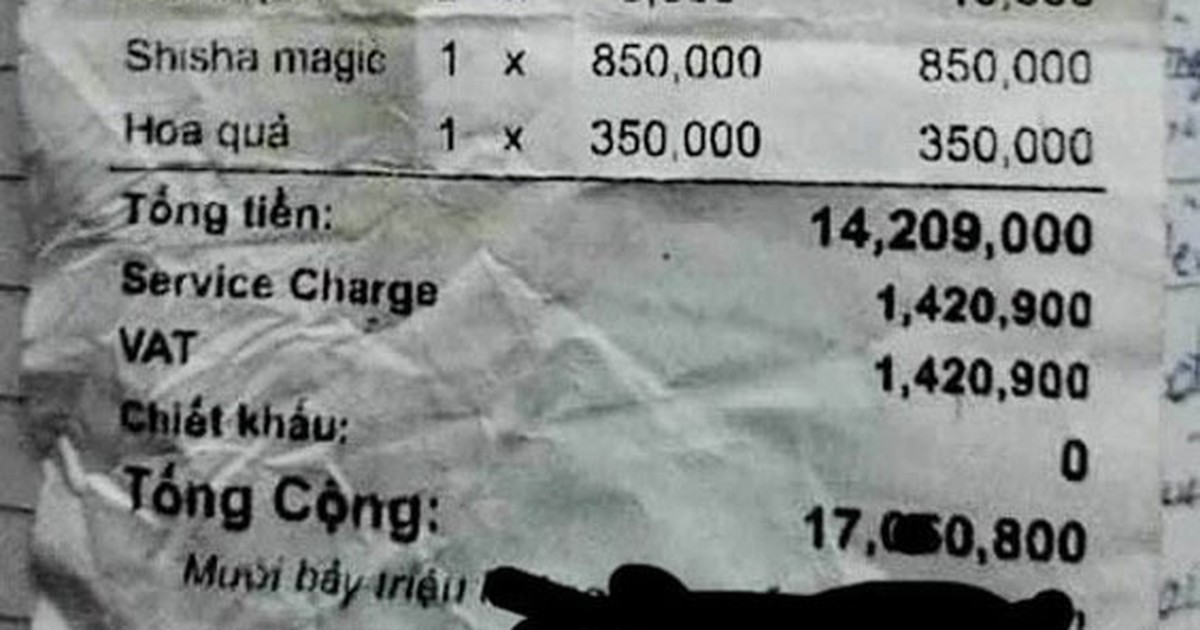 Shisha magic 1 x 850,000 850,000
Hoa quả 1 x 350,000 350,000
Tổng tiền: 14,209,000
Service Charge 1,420,900
VAT 1,420,900
Chiết khấu: 0
Tổng Cộng:
Mười bảy triệu